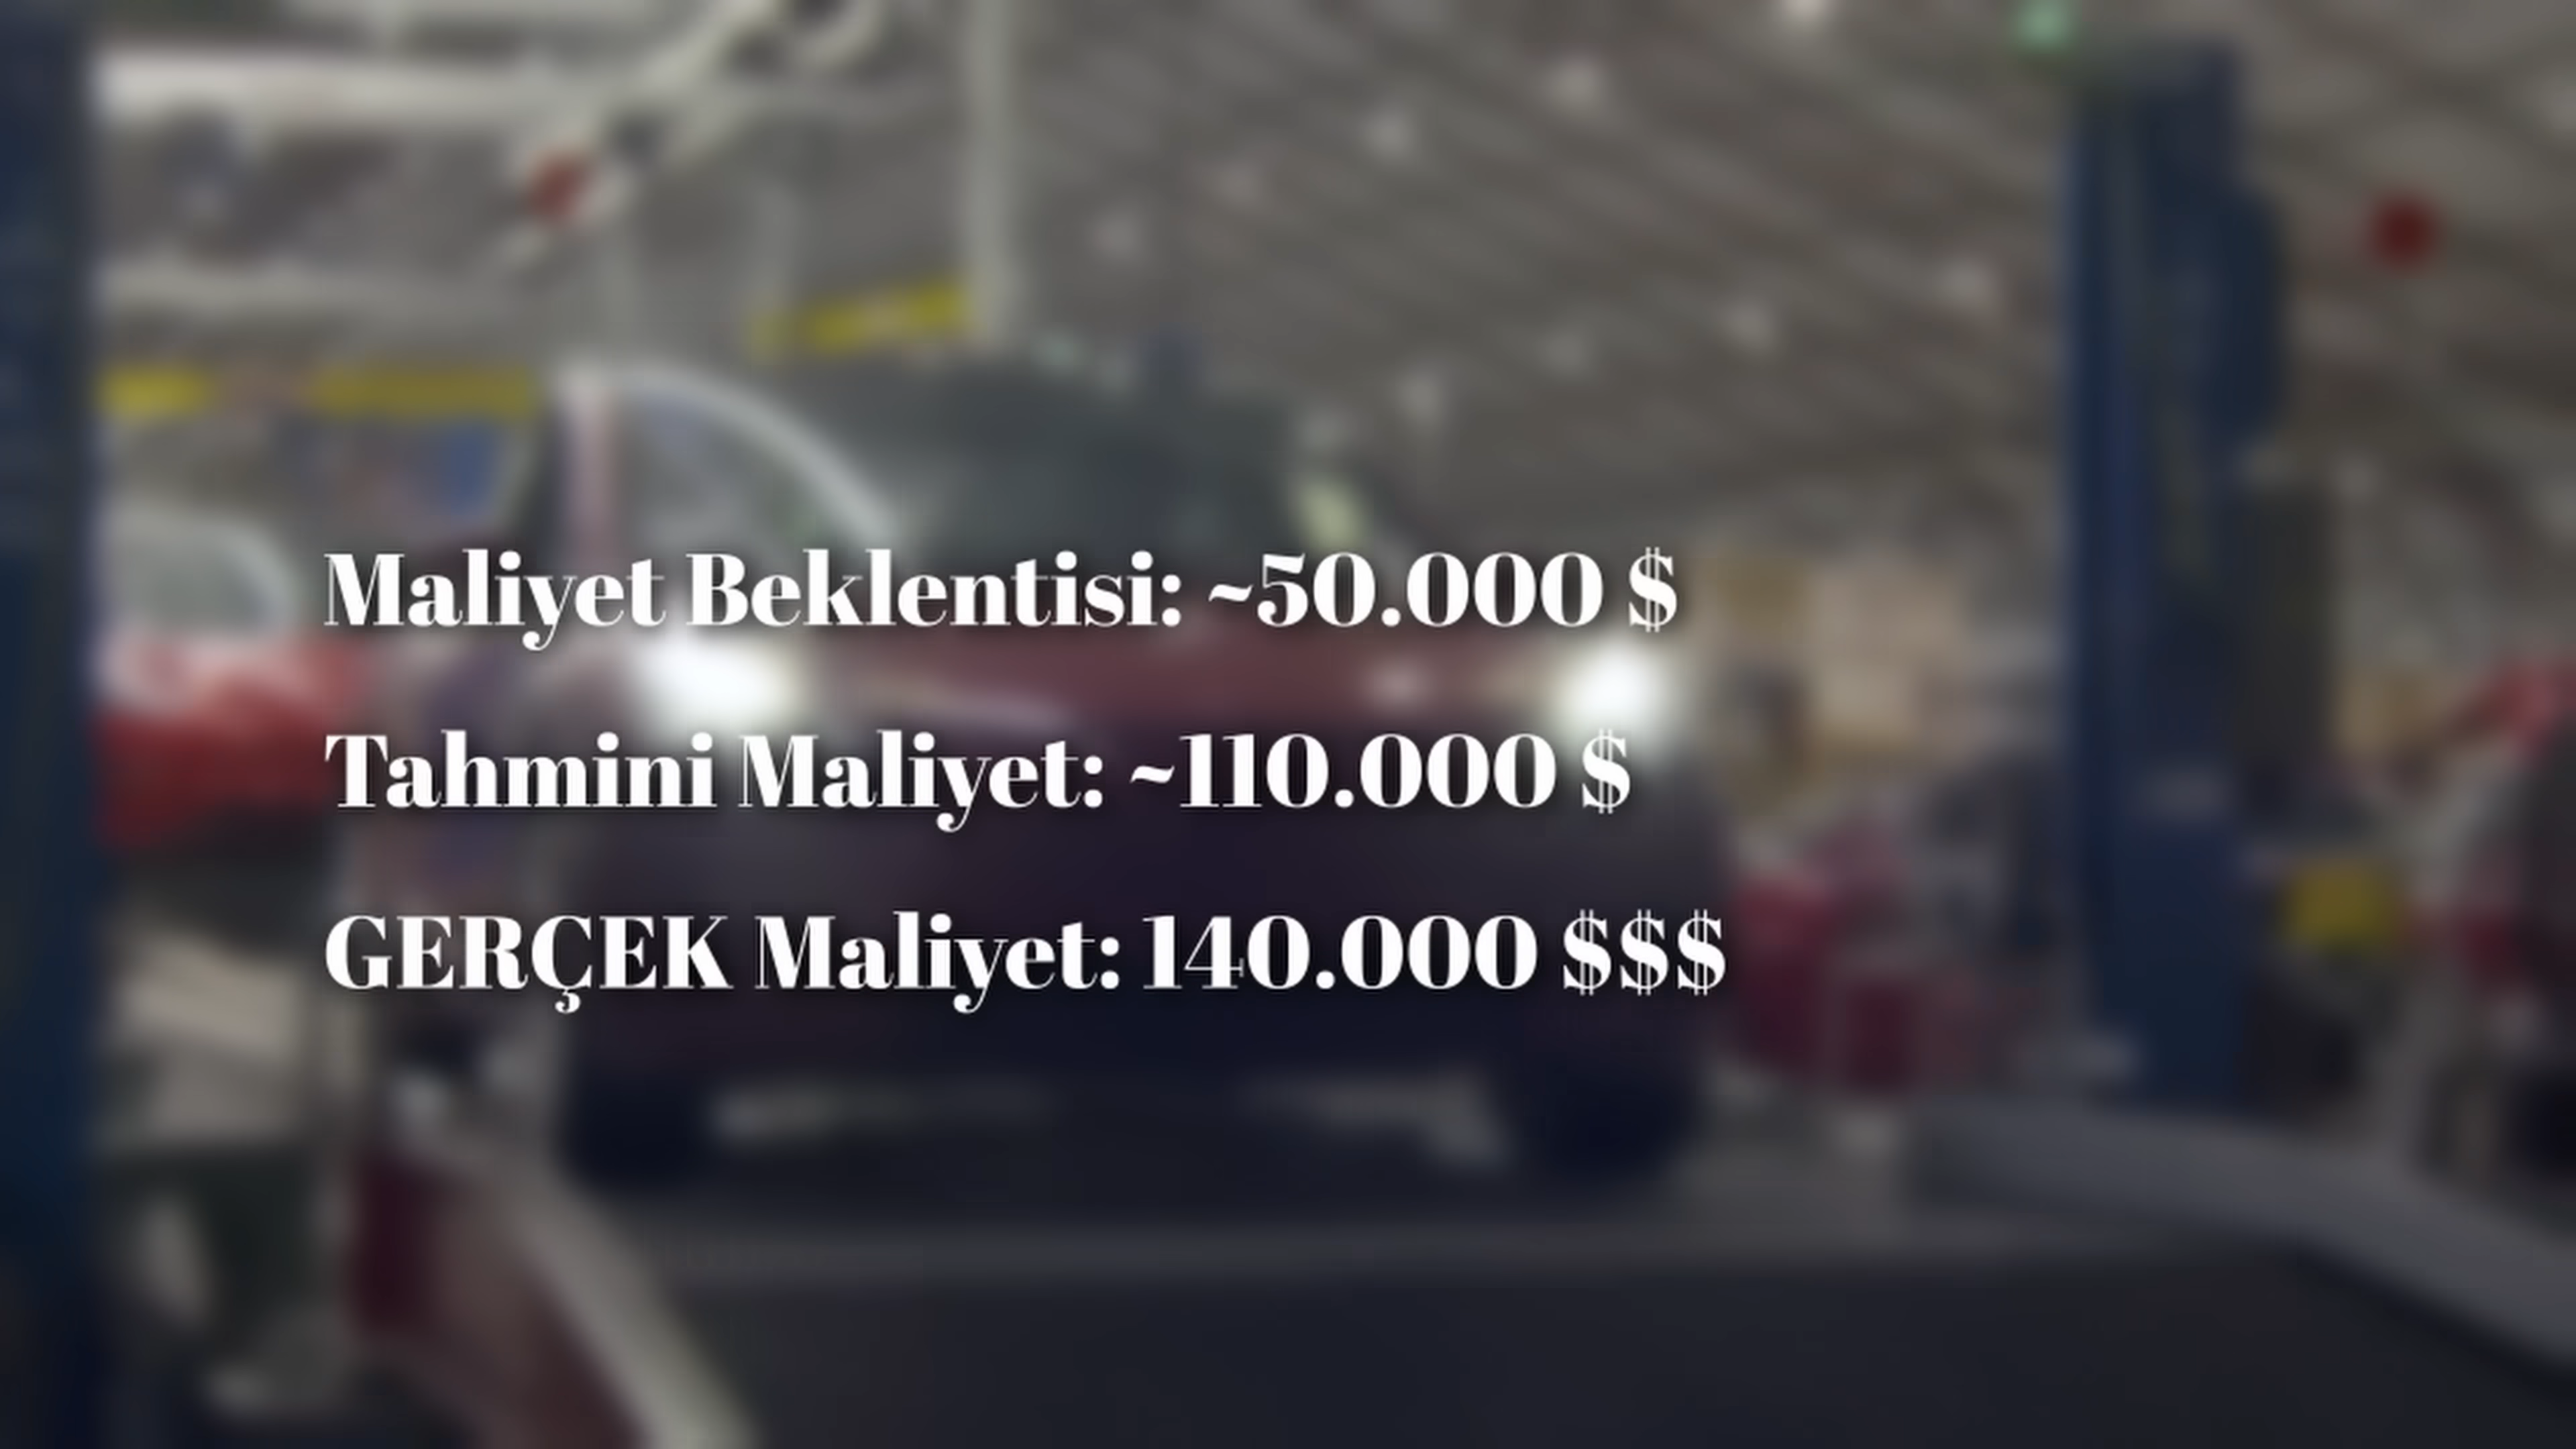 Maliyet Beklentisi: ~50.000 $
Tahmini Maliyet: ~110.000 $
GERÇEK Maliyet: 140.000 $$$